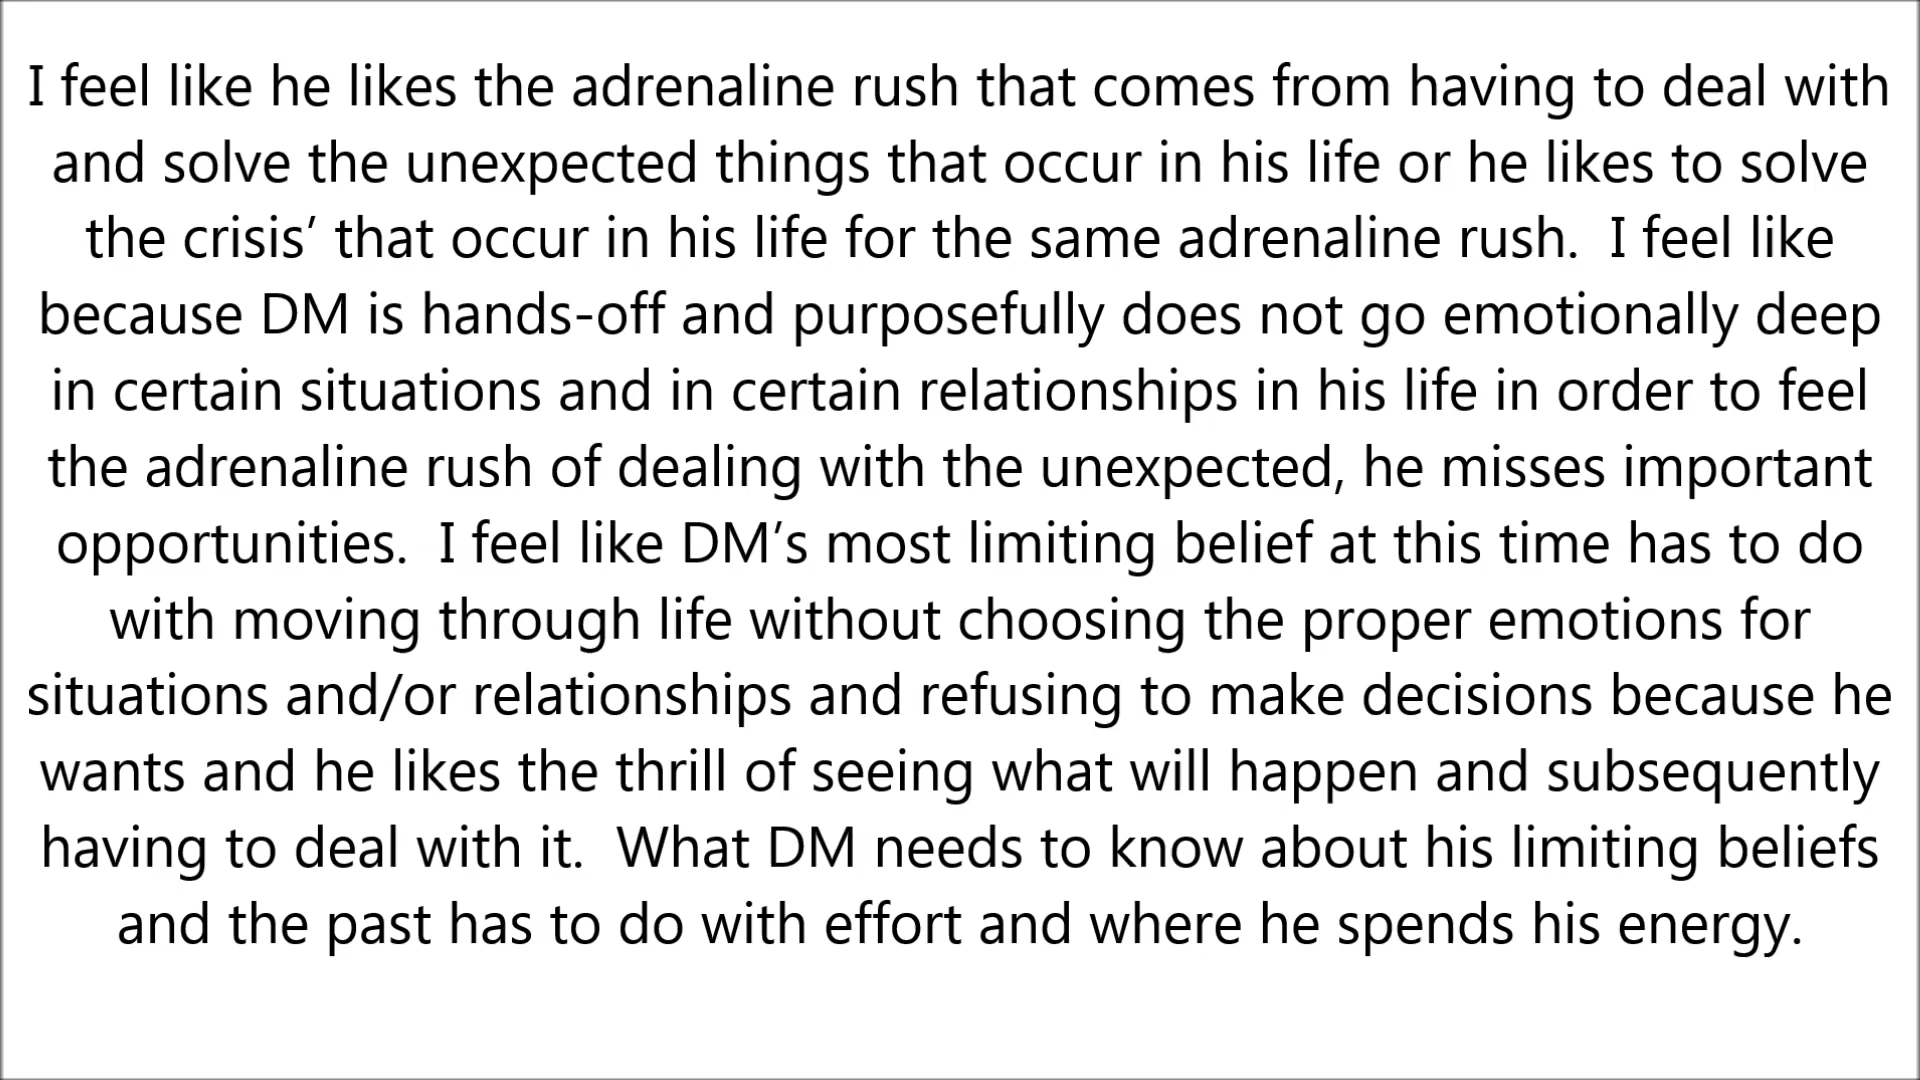 I feel like he likes the adrenaline rush that comes from having to deal with
and solve the unexpected things that occur in his life or he likes to solve
the crisis’ that occur in his life for the same adrenaline rush.  I feel like
because DM is hands-off and purposefully does not go emotionally deep
in certain situations and in certain relationships in his life in order to feel
the adrenaline rush of dealing with the unexpected, he misses important
opportunities.  I feel like DM’s most limiting belief at this time has to do
with moving through life without choosing the proper emotions for
situations and/or relationships and refusing to make decisions because he
wants and he likes the thrill of seeing what will happen and subsequently
having to deal with it.  What DM needs to know about his limiting beliefs
and the past has to do with effort and where he spends his energy.